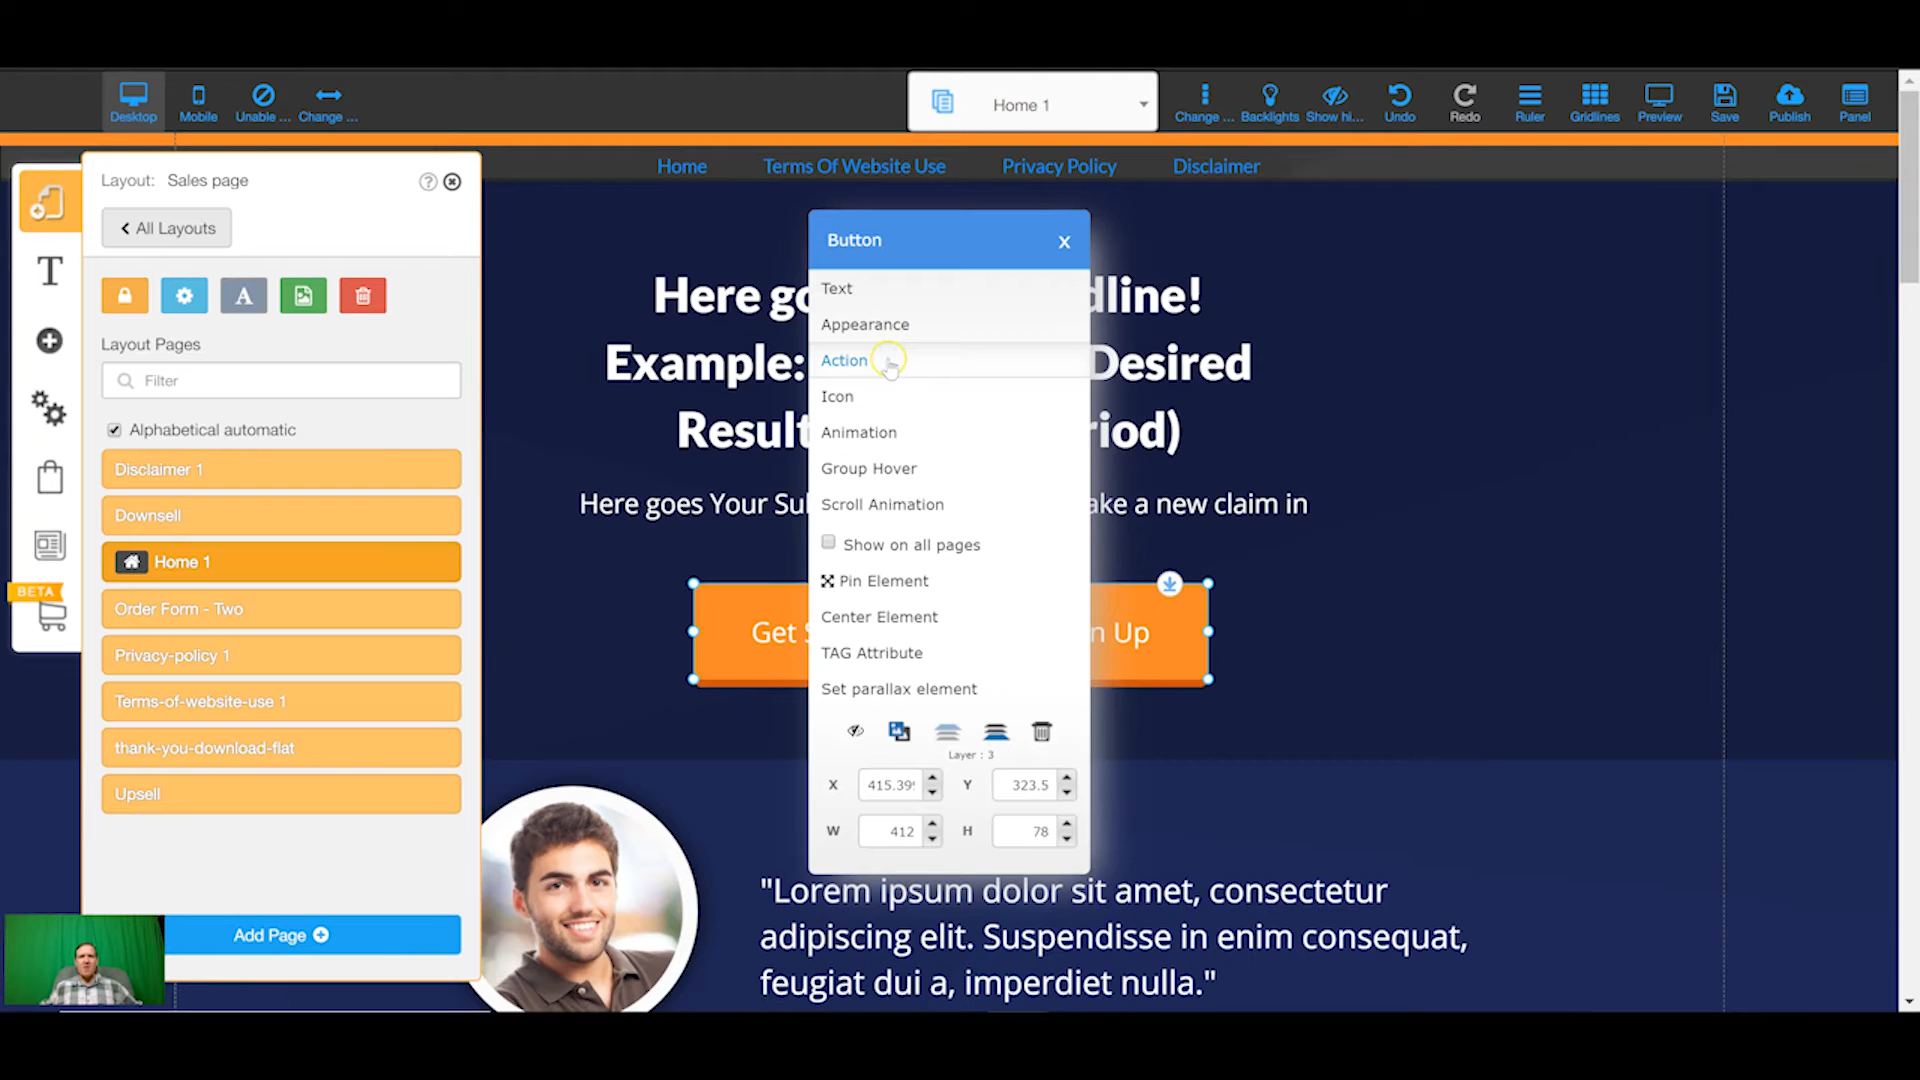 Desktop
Mobile
Unable ...
Change ...
Home 1
Change ...
Backlights
Show hi...
Undo
Redo
Ruler
Gridlines
Preview
Save
Publish
Panel
Home
Terms Of Website Use
Privacy Policy
Disclaimer
Layout: Sales page
?
All Layouts
A
Layout Pages
Filter
Alphabetical automatic
Disclaimer 1
Downsell
Home 1
Order Form - Two
Privacy-policy 1
Terms-of-website-use 1
thank-you-download-flat
Upsell
Add Page
T
BETA
Button X
Text
Appearance
Action
Icon
Animation
Group Hover
Scroll Animation
Show on all pages
Pin Element
Center Element
TAG Attribute
Set parallax element
Layer : 3
X 415.39 Y 323.5
W 412 H 78
Here go dline!
Example: Desired
Result riod)
Here goes Your Su ake a new claim in
Get n Up
"Lorem ipsum dolor sit amet, consectetur
adipiscing elit. Suspendisse in enim consequat,
feugiat dui a, imperdiet nulla."